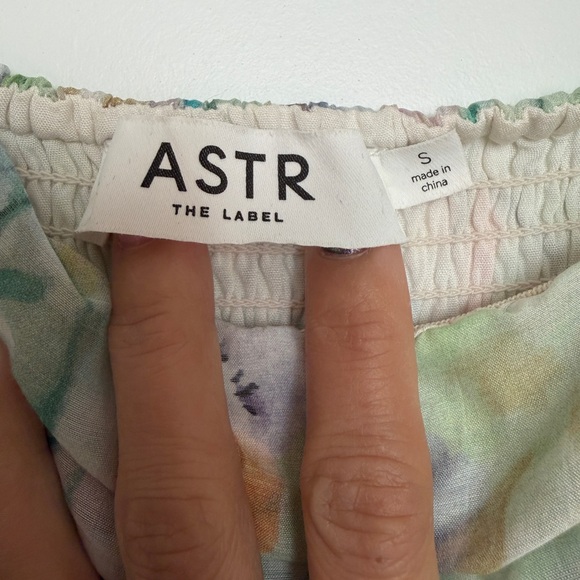 ASTR
THE LABEL
S
made in
china